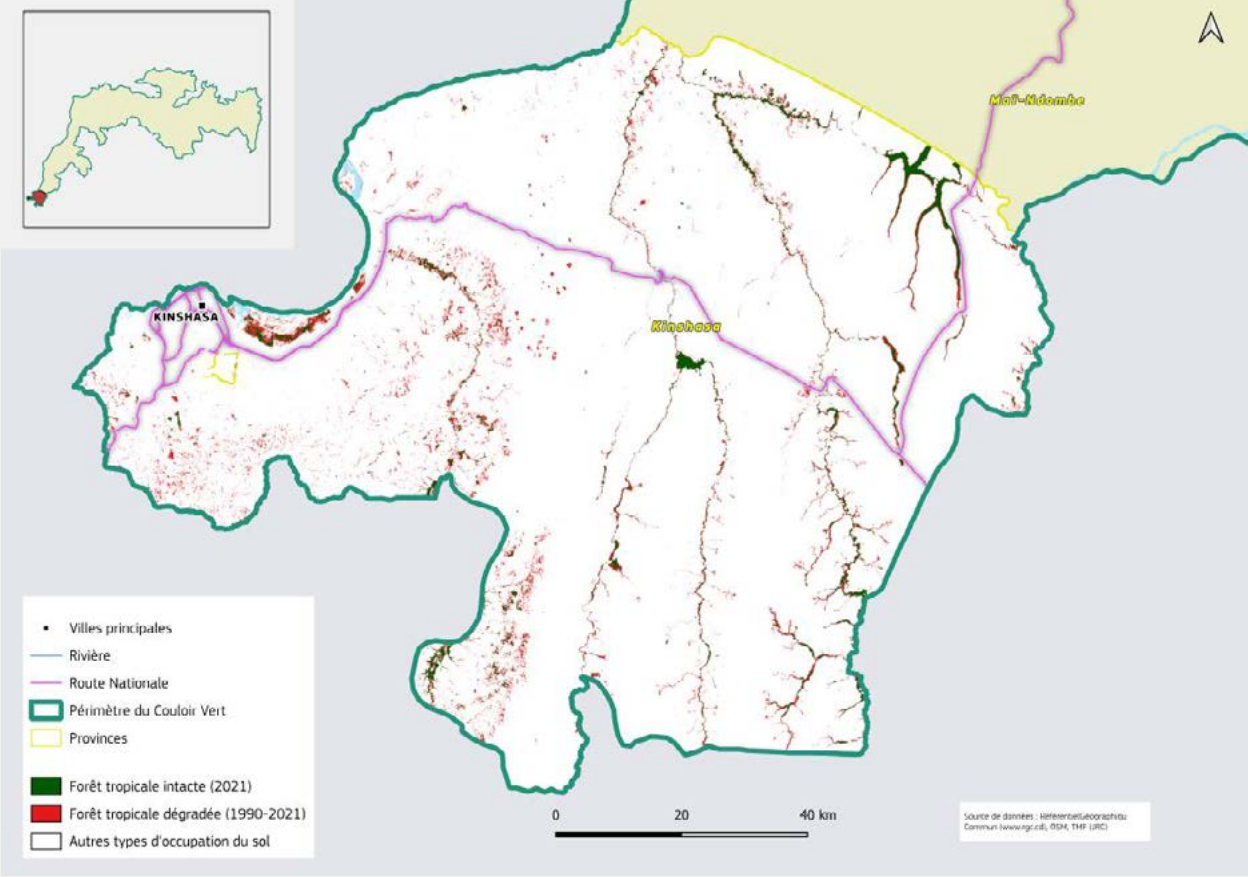 Maï-Ndombe
KINSHASA
Kinshasa
Villes principales
Rivière
Route Nationale
Périmètre du Couloir Vert
Provinces
Forêt tropicale intacte (2021)
Forêt tropicale dégradée (1990-2021)
Autres types d'occupation du sol
0 20 40 km
Source de données : RéférentielGéographiqu
Commun (www.rgc.cd), OSM, TMF (JRC)